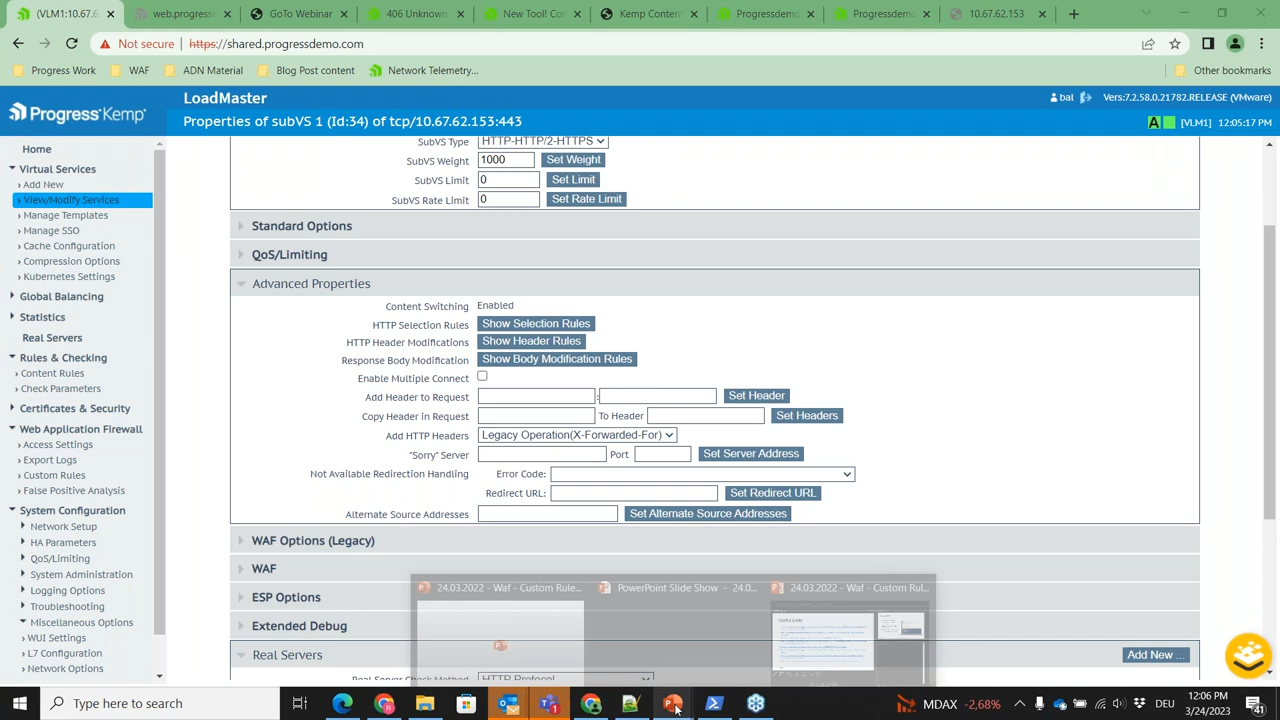 (VLM1:10.67.6
web.progress
GoTo Webinar
406 Unknown
New Tool! Co
Kemp Content
Progressdemo
Progressdemo
10.67.62.153
Not secure
https://shared.progressdemo.com
Progress Work
WAF
ADN Material
Blog Post content
Network Telemetry...
Other bookmarks
Progress Kemp
LoadMaster
bal
Vers:7.2.58.0.21782.RELEASE (VMware)
Properties of subVS 1 (Id:34) of tcp/10.67.62.153:443
A
[VLM1] 12:05:17 PM
Home
Virtual Services
Add New
View/Modify Services
Manage Templates
Manage SSO
Cache Configuration
Compression Options
Kubernetes Settings
Global Balancing
Statistics
Real Servers
Rules & Checking
Content Rules
Check Parameters
Certificates & Security
Web Application Firewall
Access Settings
Export Logs
Custom Rules
False Positive Analysis
System Configuration
Network Setup
HA Parameters
QoS/Limiting
System Administration
Logging Options
Troubleshooting
Miscellaneous Options
WUI Settings
L7 Configuration
Network Options
SubVS Type HTTP-HTTP/2-HTTPS
SubVS Weight 1000 Set Weight
SubVS Limit 0 Set Limit
SubVS Rate Limit 0 Set Rate Limit
Standard Options
QoS/Limiting
Advanced Properties
Content Switching Enabled
HTTP Selection Rules Show Selection Rules
HTTP Header Modifications Show Header Rules
Response Body Modification Show Body Modification Rules
Enable Multiple Connect
Add Header to Request : Set Header
Copy Header in Request To Header Set Headers
Add HTTP Headers Legacy Operation(X-Forwarded-For)
"Sorry" Server Port Set Server Address
Not Available Redirection Handling Error Code:
Redirect URL: Set Redirect URL
Alternate Source Addresses Set Alternate Source Addresses
WAF Options (Legacy)
WAF
24.03.2022 - Waf - Custom Rule...
PowerPoint Slide Show - 24.0...
24.03.2022 - Waf - Custom Rul...
ESP Options
Extended Debug
Real Servers
Add New ...
Real Server Check Method HTTP Protocol
Type here to search
MDAX -2,68%
12:06 PM
3/24/2023
41